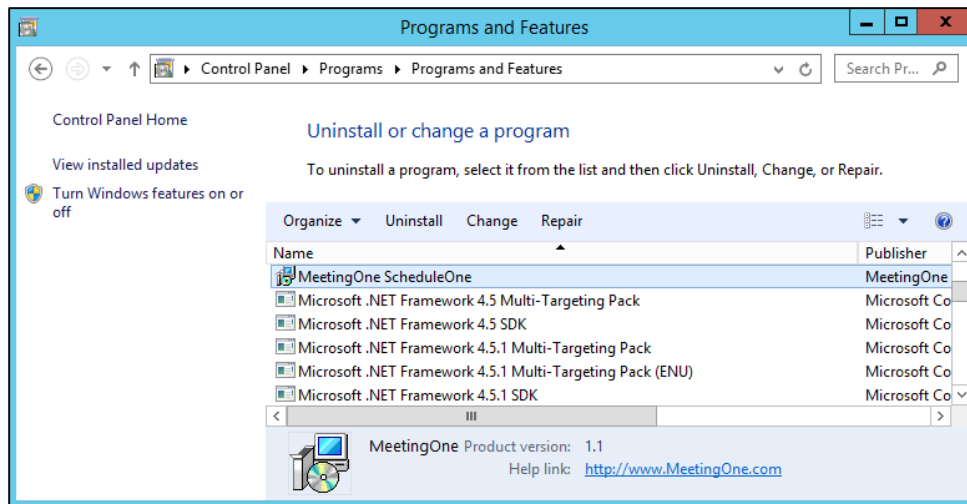 Programs and Features
Control Panel Programs Programs and Features
Search Pr...
Control Panel Home
View installed updates
Turn Windows features on or
off
Uninstall or change a program
To uninstall a program, select it from the list and then click Uninstall, Change, or Repair.
Organize Uninstall Change Repair
Name Publisher
MeetingOne ScheduleOne MeetingOne
Microsoft .NET Framework 4.5 Multi-Targeting Pack Microsoft Co
Microsoft .NET Framework 4.5 SDK Microsoft Co
Microsoft .NET Framework 4.5.1 Multi-Targeting Pack Microsoft Co
Microsoft .NET Framework 4.5.1 Multi-Targeting Pack (ENU) Microsoft Co
Microsoft .NET Framework 4.5.1 SDK Microsoft Co
MeetingOne Product version: 1.1
Help link: http://www.MeetingOne.com